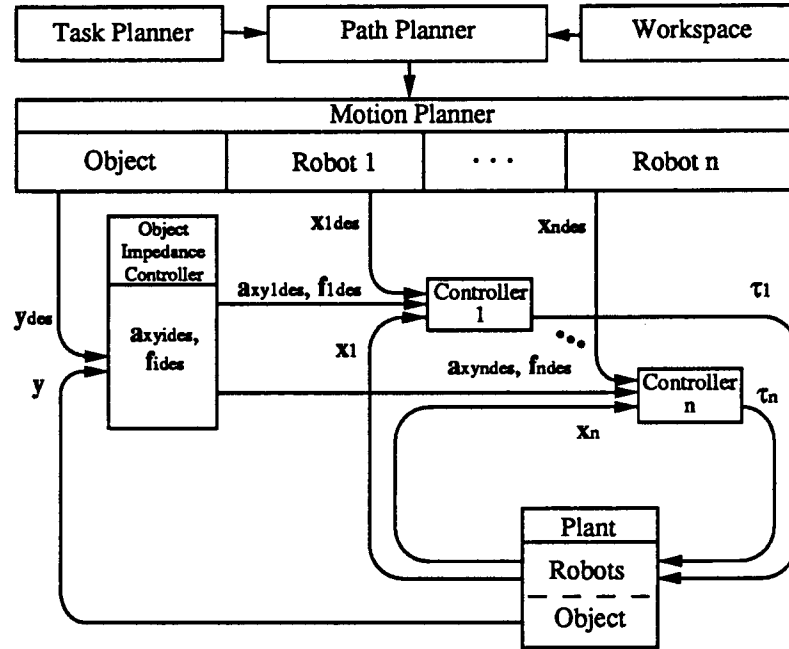 Task Planner
Path Planner
Workspace
Motion Planner
Object
Robot 1
· · ·
Robot n
x1des
xndes
Object
Impedance
Controller
axy1des, f1des
Controller
1
τ1
ydes
axyides,
fides
x1
•••
axyndes, fndes
Controller
n
τn
y
xn
Plant
Robots
Object